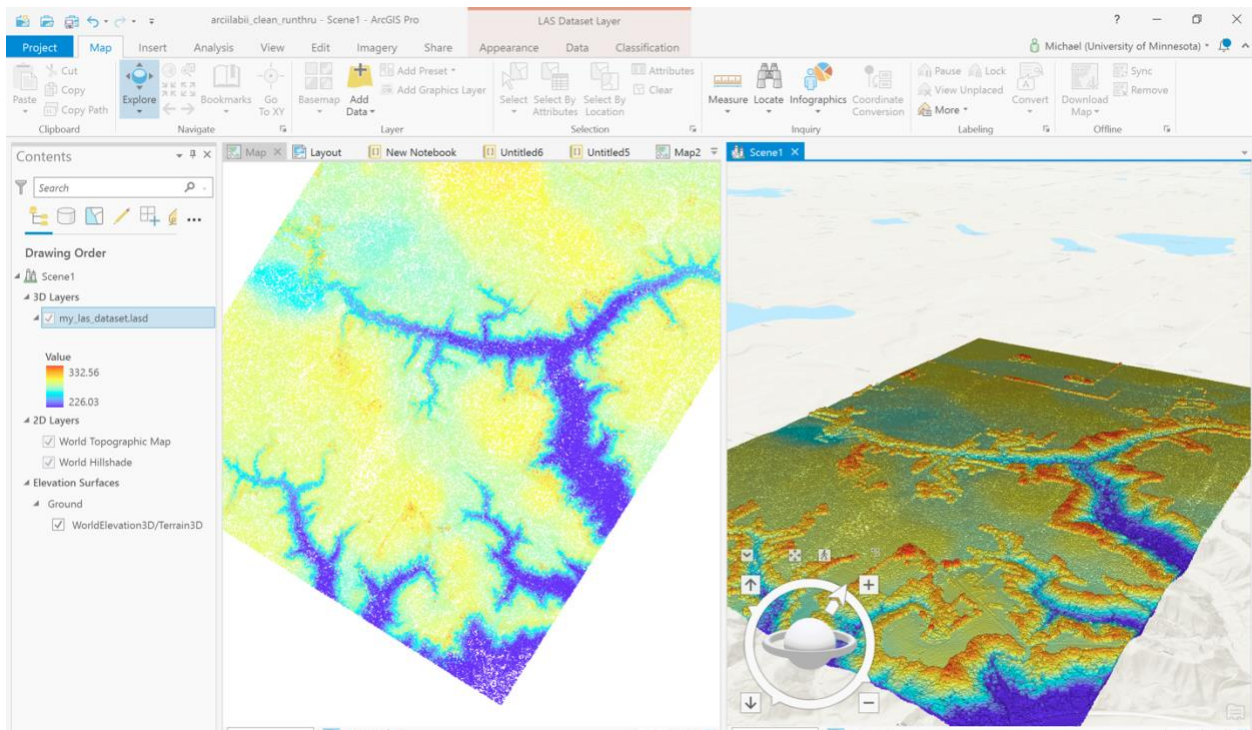 arciilabii_clean_runthru - Scene1 - ArcGIS Pro
LAS Dataset Layer
?
Project Map Insert Analysis View Edit Imagery Share Appearance Data Classification
Michael (University of Minnesota)
Paste
Cut
Copy
Copy Path
Clipboard
Explore
Bookmarks
Go To XY
Navigate
Basemap
Add Data
Add Preset
Add Graphics Layer
Layer
Select
Select By Attributes
Select By Location
Attributes
Clear
Selection
Measure
Locate
Infographics
Coordinate Conversion
Inquiry
Pause
Lock
View Unplaced
More
Convert
Labeling
Download Map
Sync
Remove
Offline
Contents
Map
Layout
New Notebook
Untitled6
Untitled5
Map2
Scene1
Search
Drawing Order
Scene1
3D Layers
my_las_dataset.lasd
Value
332.56
226.03
2D Layers
World Topographic Map
World Hillshade
Elevation Surfaces
Ground
WorldElevation3D/Terrain3D